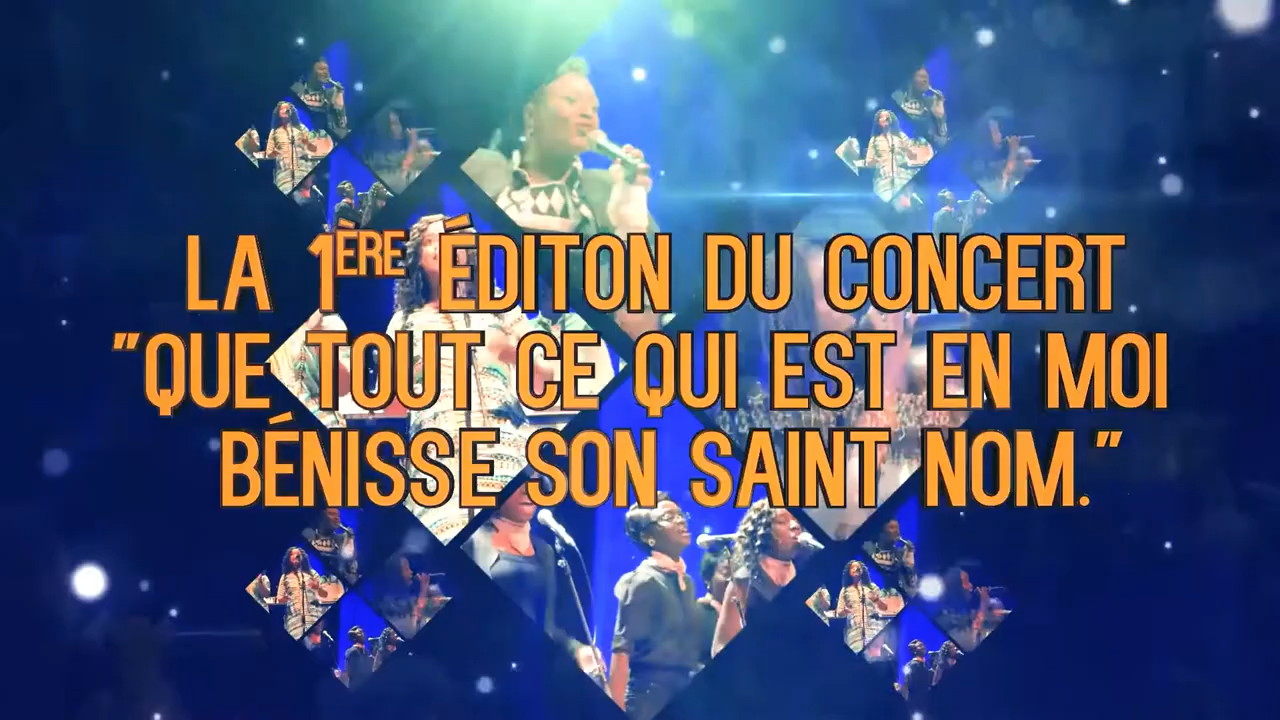 LA 1ÈRE ÉDITON DU CONCERT
"QUE TOUT CE QUI EST EN MOI
BÉNISSE SON SAINT NOM."